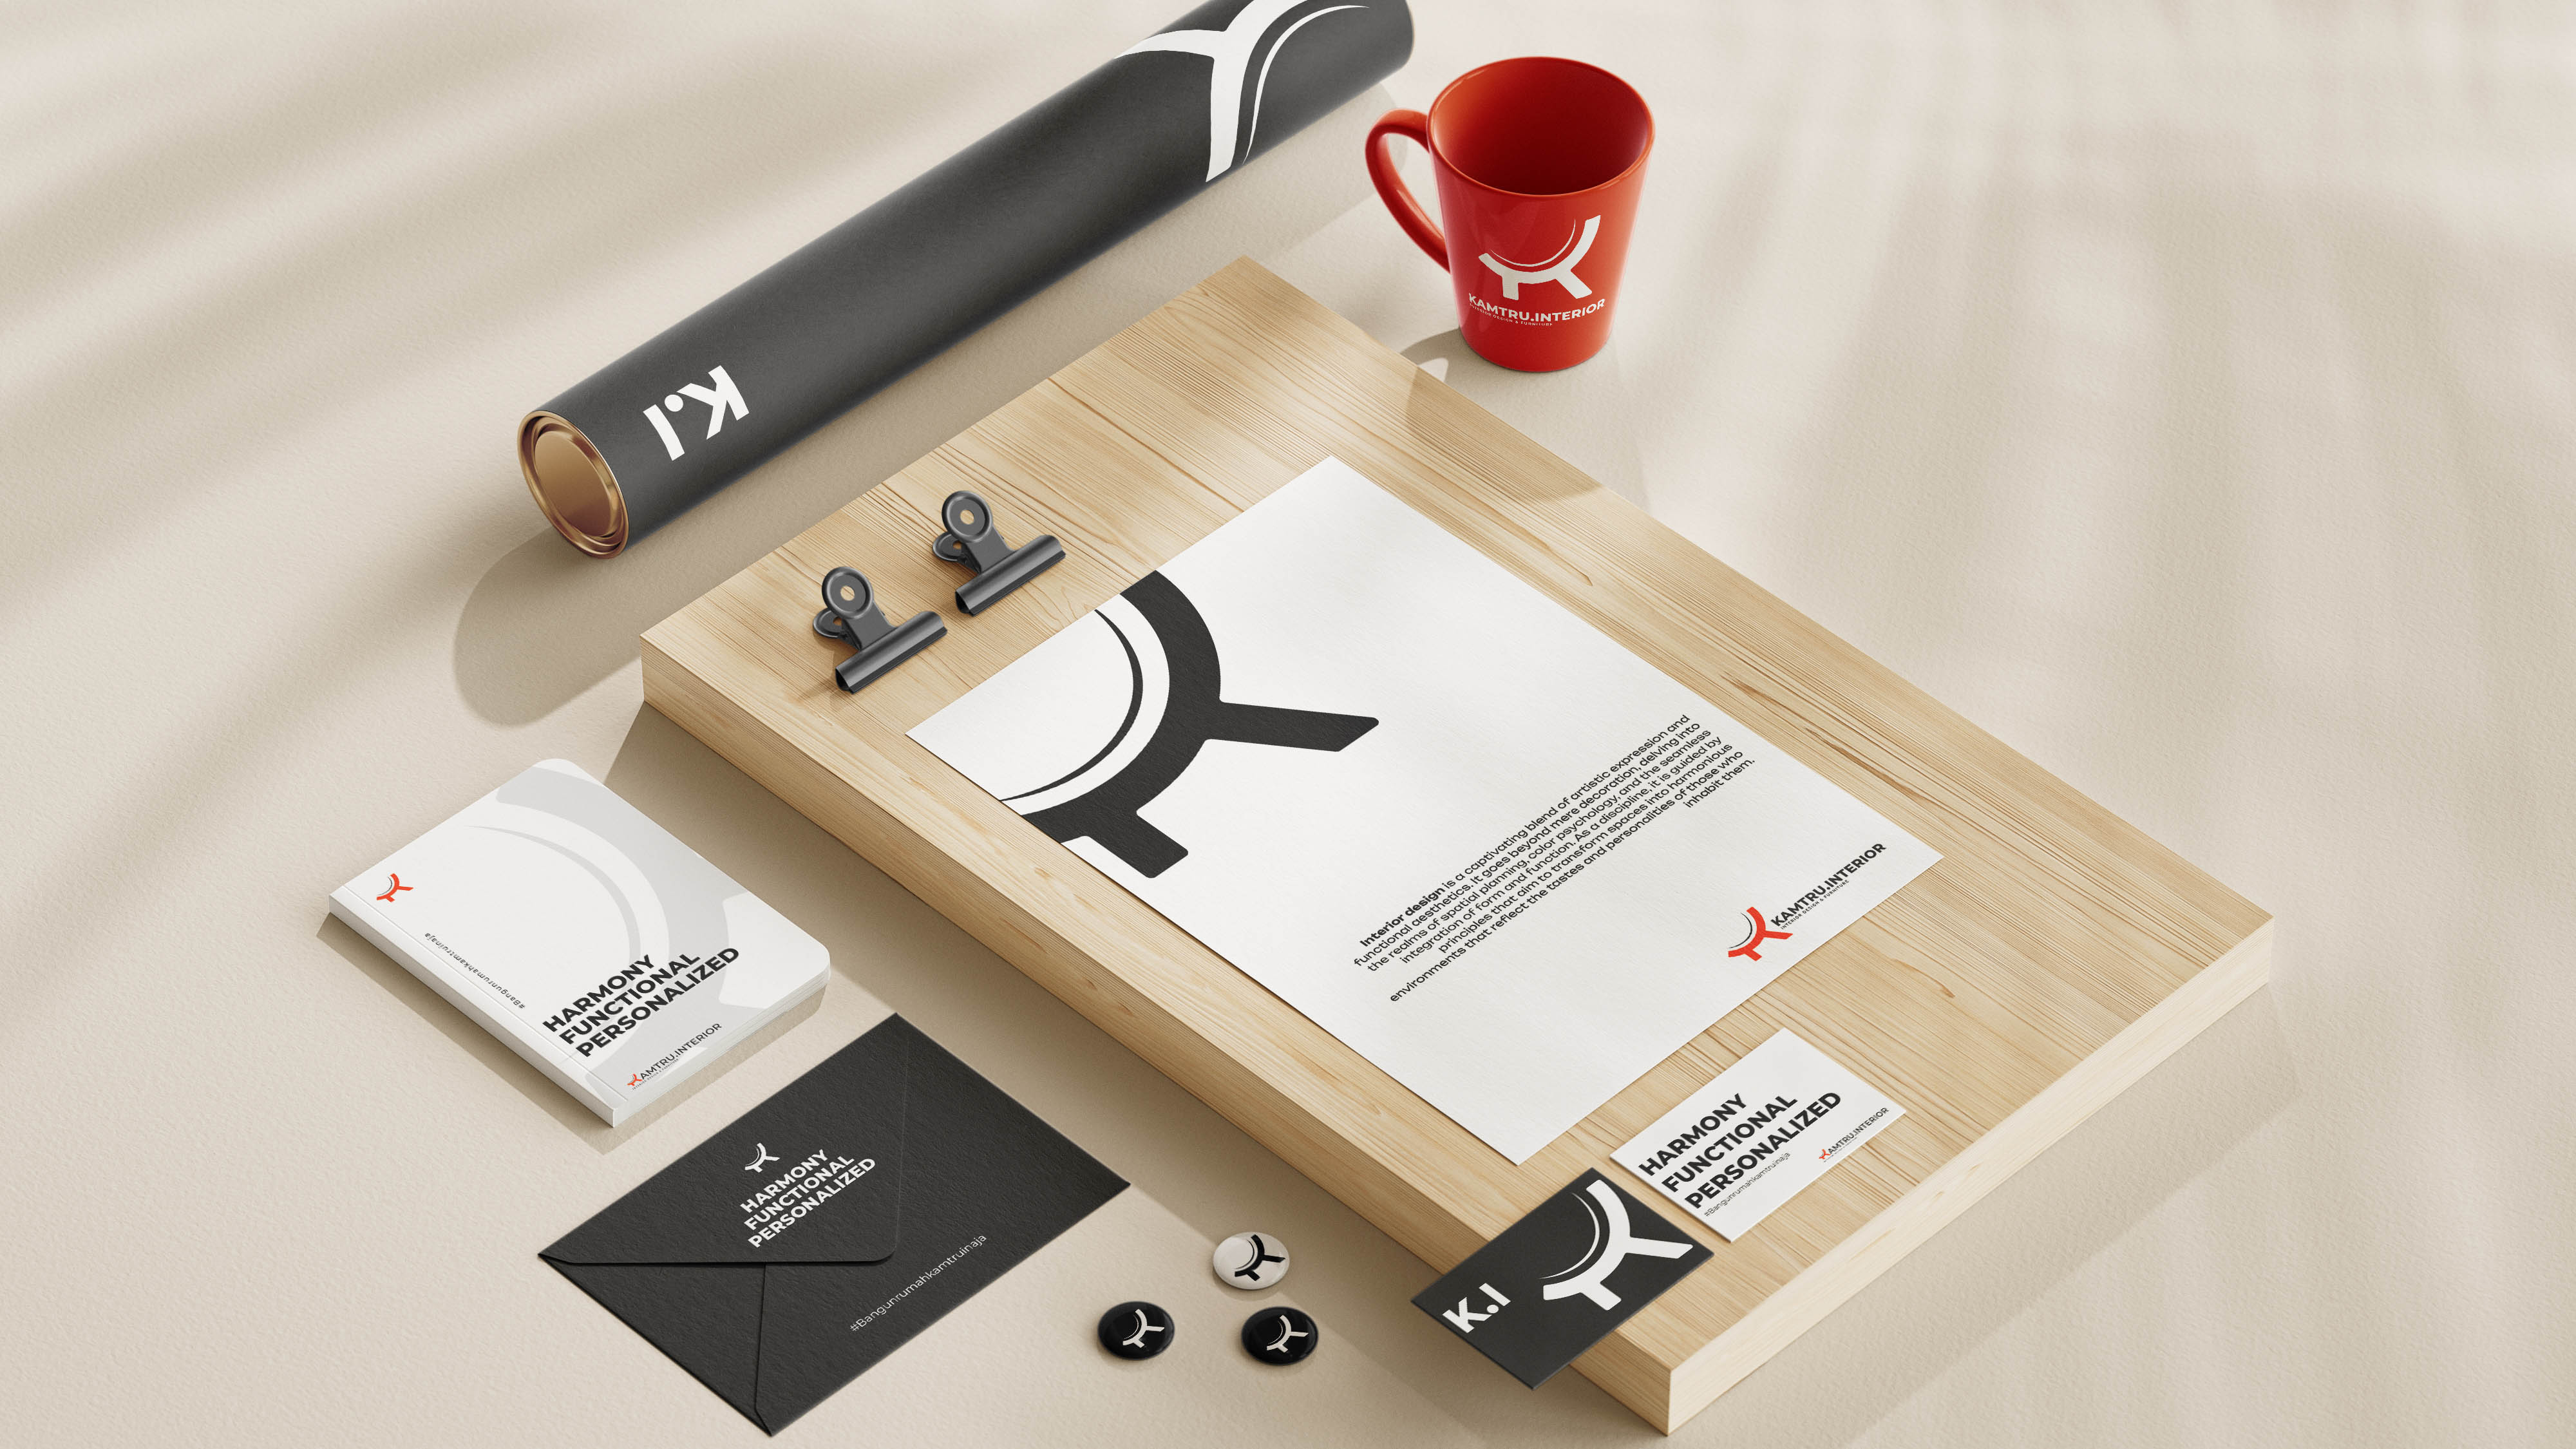 K.I
KAMTRU.INTERIOR
INTERIOR DESIGN & FURNITURE
Interior design is a captivating blend of artistic expression and
functional aesthetics. It goes beyond mere decoration, delving into
the realms of spatial planning, color psychology, and the seamless
integration of form and function. As a discipline, it is guided by
principles that aim to transform spaces into harmonious
environments that reflect the tastes and personalities of those who
inhabit them.
KAMTRU.INTERIOR
INTERIOR DESIGN & FURNITURE
#Bangunrumahkamtruinaja
HARMONY
FUNCTIONAL
PERSONALIZED
KAMTRU.INTERIOR
HARMONY
FUNCTIONAL
PERSONALIZED
#Bangunrumahkamtruinaja
HARMONY
FUNCTIONAL
PERSONALIZED
#Bangunrumahkamtruinaja
KAMTRU.INTERIOR
K.I